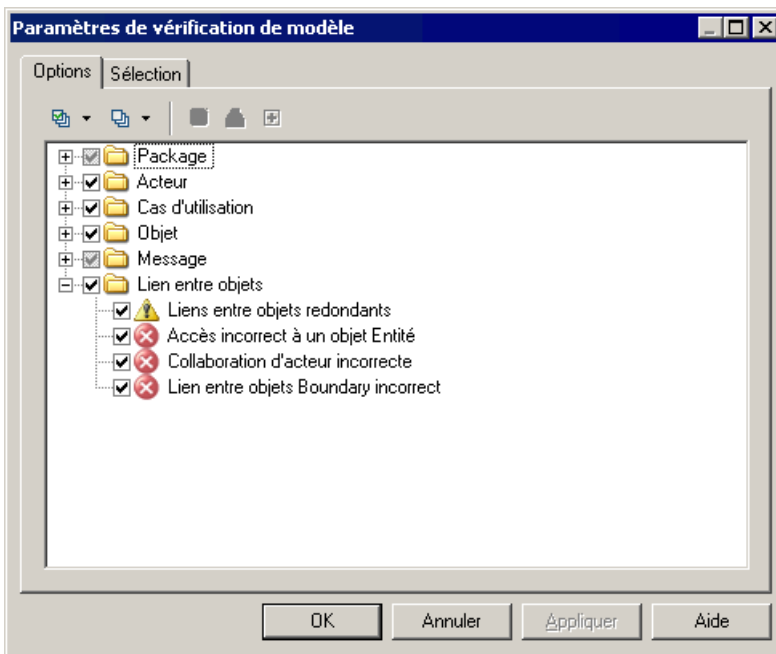 Paramètres de vérification de modèle
Options Sélection
Package
Acteur
Cas d'utilisation
Objet
Message
Lien entre objets
Liens entre objets redondants
Accès incorrect à un objet Entité
Collaboration d'acteur incorrecte
Lien entre objets Boundary incorrect
OK Annuler Appliquer Aide